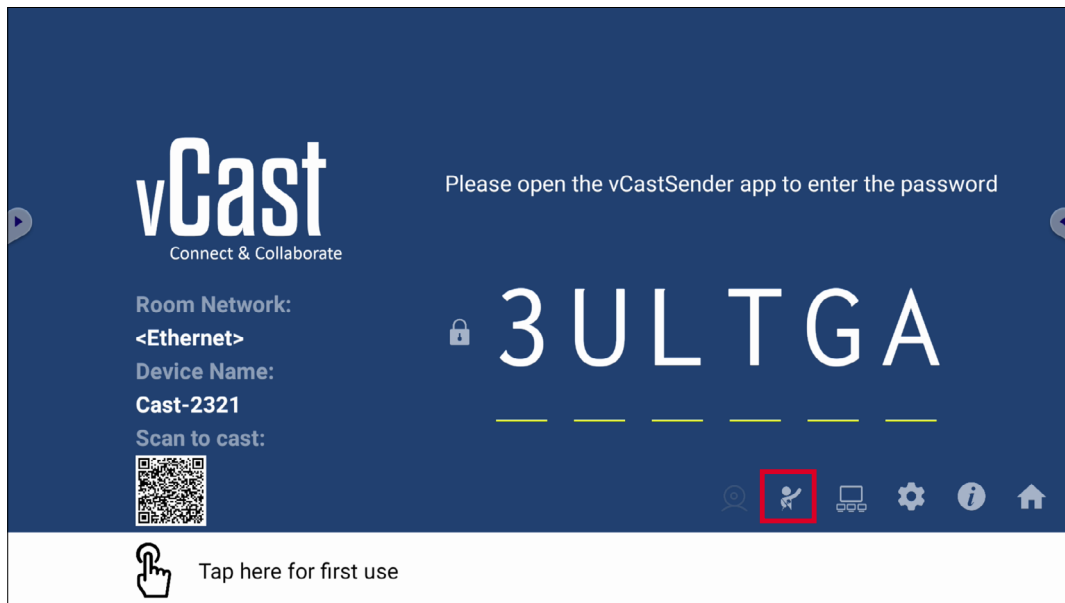 vCast
Connect & Collaborate
Please open the vCastSender app to enter the password
Room Network:
<Ethernet>
Device Name:
Cast-2321
Scan to cast:
3ULTGA
Tap here for first use